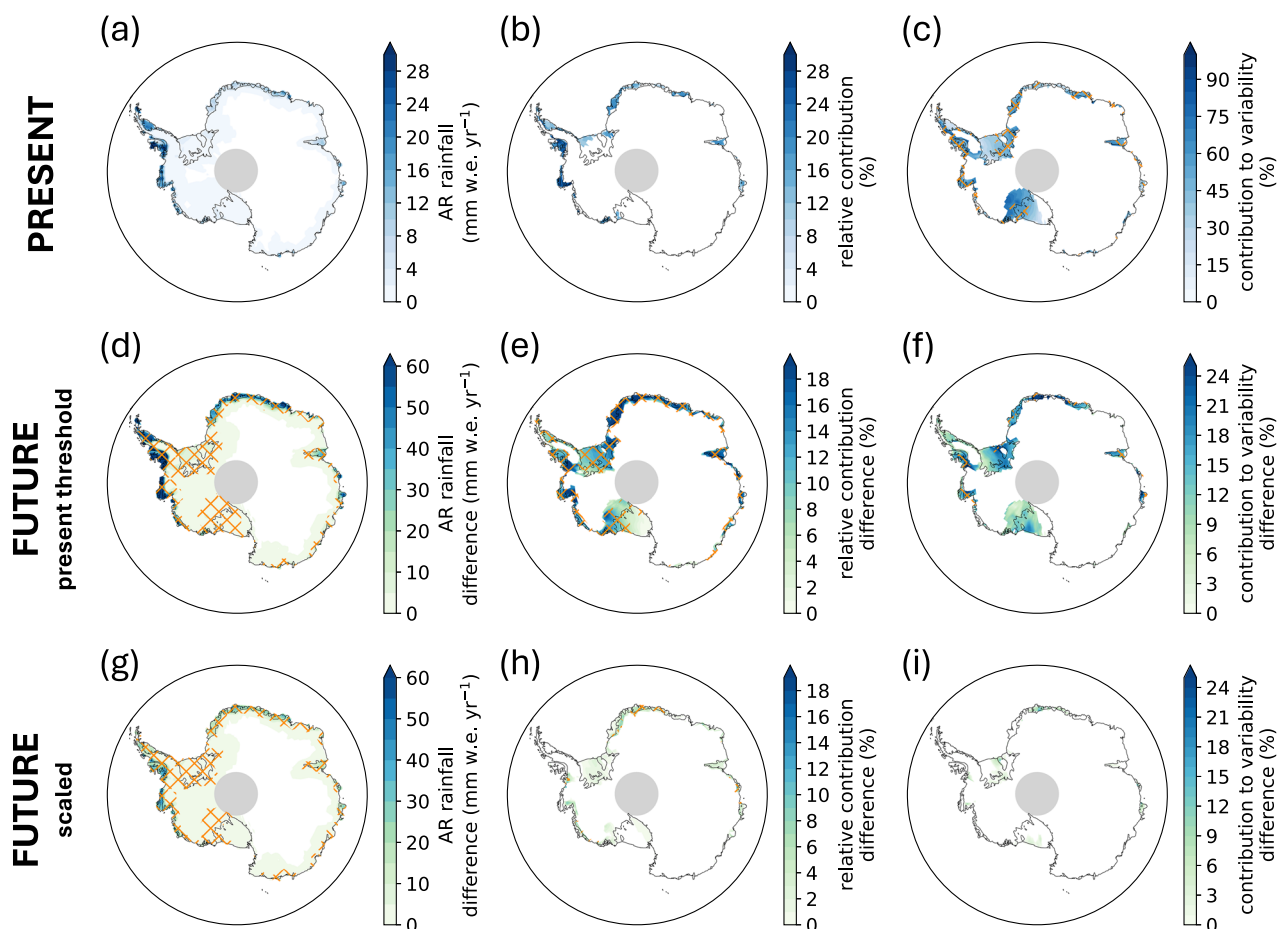 (a)
(b)
(c)
PRESENT
28
24
20
16
12
8
4
0
AR rainfall
(mm w.e. yr⁻¹)
28
24
20
16
12
8
4
0
relative contribution
(%)
90
75
60
45
30
15
0
contribution to variability
(%)
(d)
(e)
(f)
FUTURE
present threshold
60
50
40
30
20
10
0
AR rainfall
difference (mm w.e. yr⁻¹)
18
16
14
12
10
8
6
4
2
0
relative contribution
difference (%)
24
21
18
15
12
9
6
3
0
contribution to variability
difference (%)
(g)
(h)
(i)
FUTURE
scaled
60
50
40
30
20
10
0
AR rainfall
difference (mm w.e. yr⁻¹)
18
16
14
12
10
8
6
4
2
0
relative contribution
difference (%)
24
21
18
15
12
9
6
3
0
contribution to variability
difference (%)